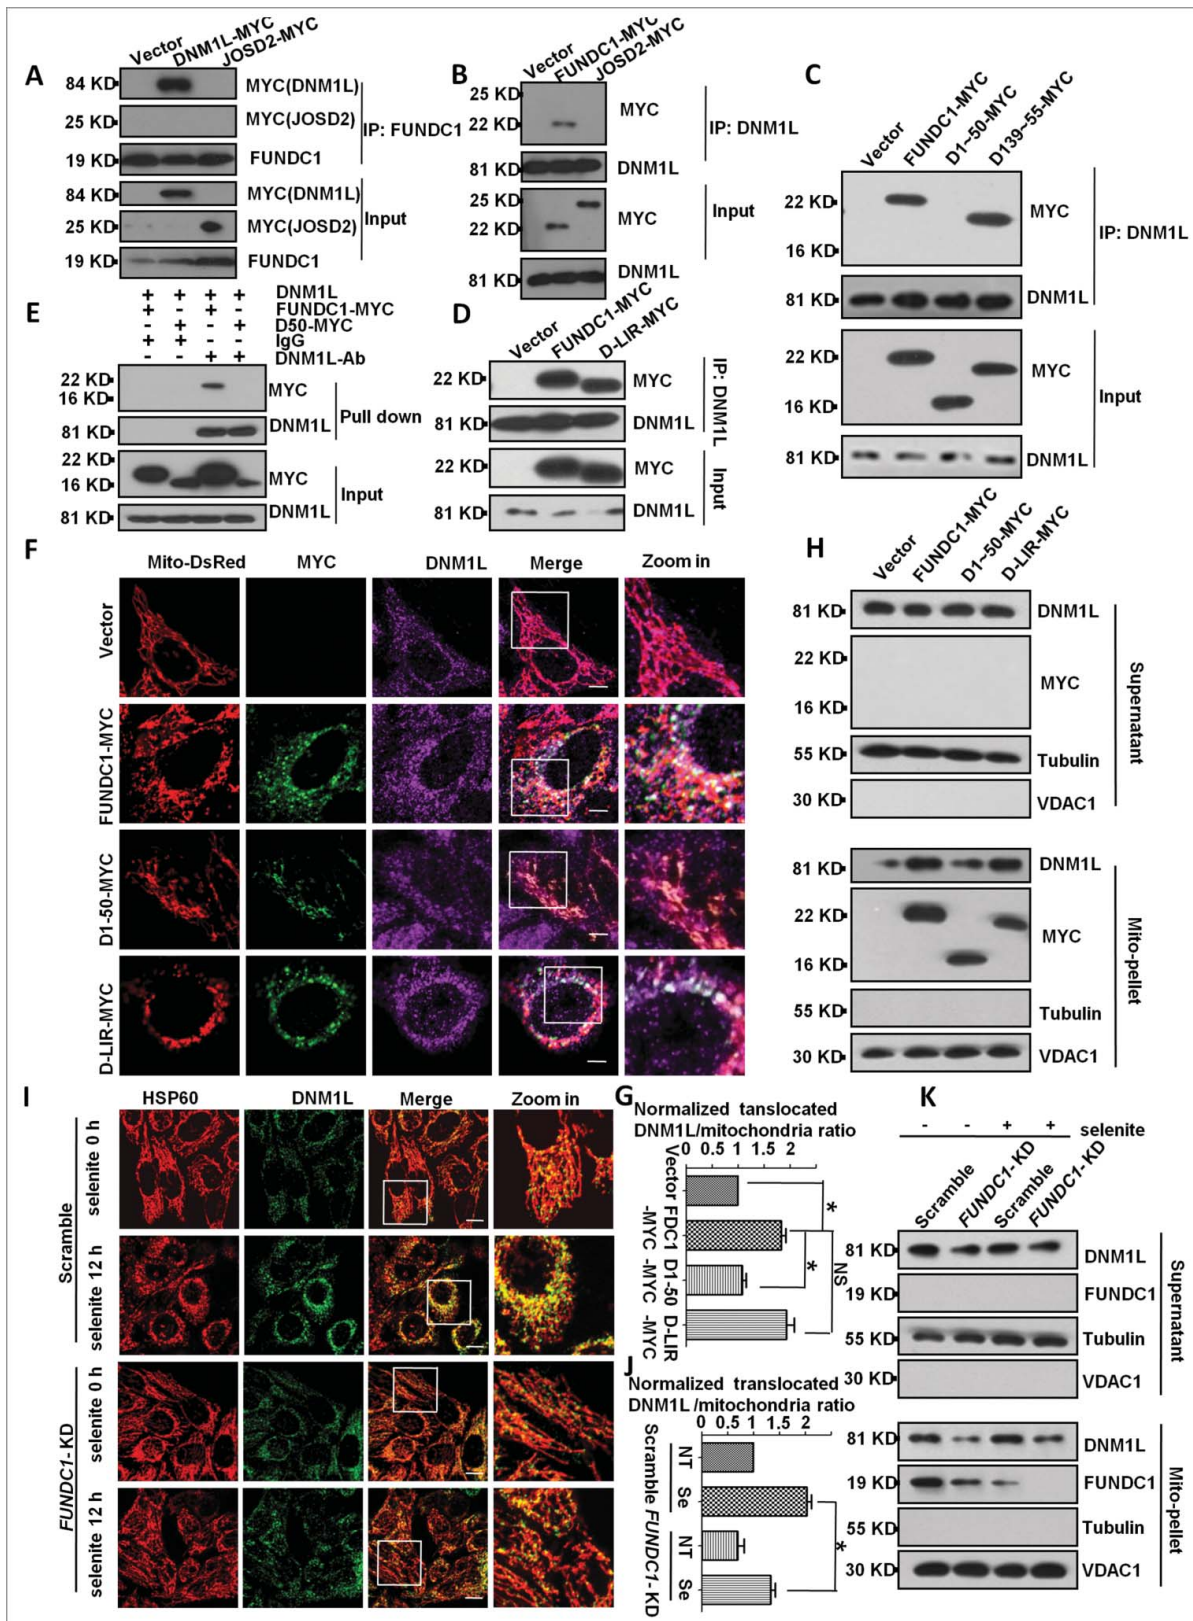 A
Vector
DNM1L-MYC
JOSD2-MYC
84 KD
MYC(DNM1L)
25 KD
MYC(JOSD2)
19 KD
FUNDC1
IP: FUNDC1
84 KD
MYC(DNM1L)
25 KD
MYC(JOSD2)
19 KD
FUNDC1
Input
B
Vector
FUNDC1-MYC
JOSD2-MYC
25 KD
22 KD
MYC
81 KD
DNM1L
IP: DNM1L
25 KD
22 KD
MYC
81 KD
DNM1L
Input
C
Vector
FUNDC1-MYC
D1~50-MYC
D139~55-MYC
22 KD
16 KD
MYC
81 KD
DNM1L
IP: DNM1L
22 KD
16 KD
MYC
81 KD
DNM1L
Input
E
+ + + + DNM1L
+ - + - FUNDC1-MYC
- + - + D50-MYC
+ + - - IgG
- - + + DNM1L-Ab
22 KD
16 KD
MYC
81 KD
DNM1L
Pull down
22 KD
16 KD
MYC
81 KD
DNM1L
Input
D
Vector
FUNDC1-MYC
D-LIR-MYC
22 KD
MYC
81 KD
DNM1L
IP: DNM1L
22 KD
MYC
81 KD
DNM1L
Input
F
Mito-DsRed MYC DNM1L Merge Zoom in
Vector
FUNDC1-MYC
D1-50-MYC
D-LIR-MYC
H
Vector
FUNDC1-MYC
D1~50-MYC
D-LIR-MYC
81 KD
DNM1L
22 KD
16 KD
MYC
55 KD
Tubulin
30 KD
VDAC1
Supernatant
81 KD
DNM1L
22 KD
16 KD
MYC
55 KD
Tubulin
30 KD
VDAC1
Mito-pellet
I
HSP60 DNM1L Merge Zoom in
Scramble
selenite 0 h
selenite 12 h
FUNDC1-KD
selenite 0 h
selenite 12 h
G
Normalized tanslocated
DNM1L/mitochondria ratio
0 0.5 1 1.5 2
Vector
FDC1
-MYC
D1-50
-MYC
D-LIR
-MYC
*
*
NS
J
Normalized translocated
DNM1L/mitochondria ratio
0 0.5 1 1.5 2
Scramble
NT
Se
FUNDC1-KD
NT
Se
*
K
- - + + selenite
Scramble
FUNDC1-KD
Scramble
FUNDC1-KD
81 KD
DNM1L
19 KD
FUNDC1
55 KD
Tubulin
30 KD
VDAC1
Supernatant
81 KD
DNM1L
19 KD
FUNDC1
55 KD
Tubulin
30 KD
VDAC1
Mito-pellet